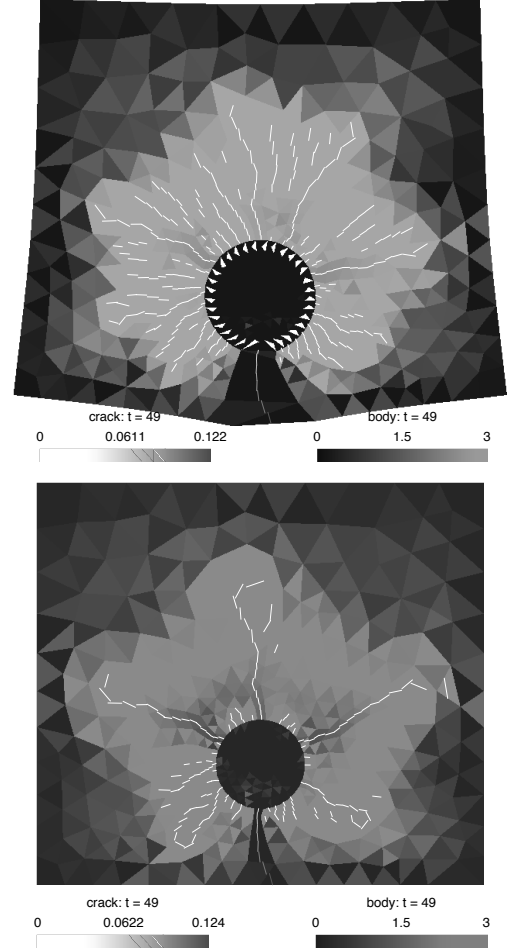 crack: t = 49 body: t = 49
0 0.0611 0.122 0 1.5 3
crack: t = 49 body: t = 49
0 0.0622 0.124 0 1.5 3